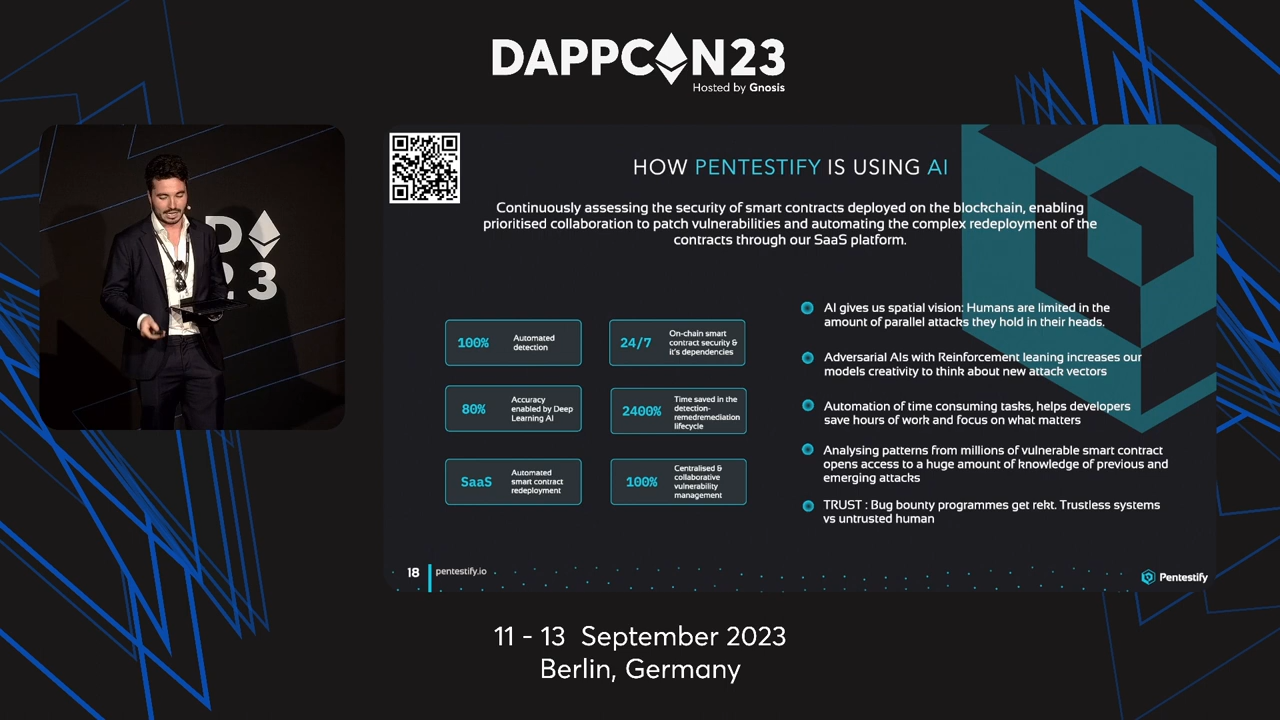 DAPPCON23
Hosted by Gnosis
D
23
HOW PENTESTIFY IS USING AI
Continuously assessing the security of smart contracts deployed on the blockchain, enabling
prioritised collaboration to patch vulnerabilities and automating the complex redeployment of the
contracts through our SaaS platform.
100%
Automated
detection
24/7
On-chain smart
contract security &
it's dependencies
80%
Accuracy
enabled by Deep
Learning AI
2400%
Time saved in the
detection-
remedremediation
lifecycle
SaaS
Automated
smart contract
redeployment
100%
Centralised &
collaborative
vulnerability
management
AI gives us spatial vision: Humans are limited in the
amount of parallel attacks they hold in their heads.
Adversarial AIs with Reinforcement leaning increases our
models creativity to think about new attack vectors
Automation of time consuming tasks, helps developers
save hours of work and focus on what matters
Analysing patterns from millions of vulnerable smart contract
opens access to a huge amount of knowledge of previous and
emerging attacks
TRUST : Bug bounty programmes get rekt. Trustless systems
vs untrusted human
18
pentestify.io
Pentestify
11 - 13 September 2023
Berlin, Germany